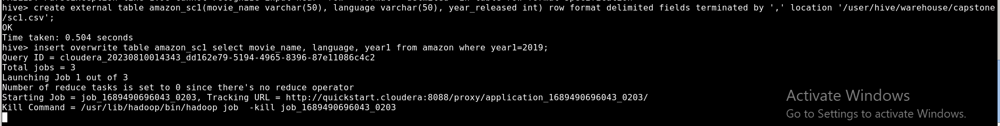 hive> create external table amazon_sc1(movie_name varchar(50), language varchar(50), year_released int) row format delimited fields terminated by ',' location '/user/hive/warehouse/capstone
/sc1.csv';
OK
Time taken: 0.504 seconds
hive> insert overwrite table amazon_sc1 select movie_name, language, year1 from amazon where year1=2019;
Query ID = cloudera_20230810014343_dd162e79-5194-4965-8396-87e11086c4c2
Total jobs = 3
Launching Job 1 out of 3
Number of reduce tasks is set to 0 since there's no reduce operator
Starting Job = job_1689490696043_0203, Tracking URL = http://quickstart.cloudera:8088/proxy/application_1689490696043_0203/
Kill Command = /usr/lib/hadoop/bin/hadoop job  -kill job_1689490696043_0203
Activate Windows
Go to Settings to activate Windows.